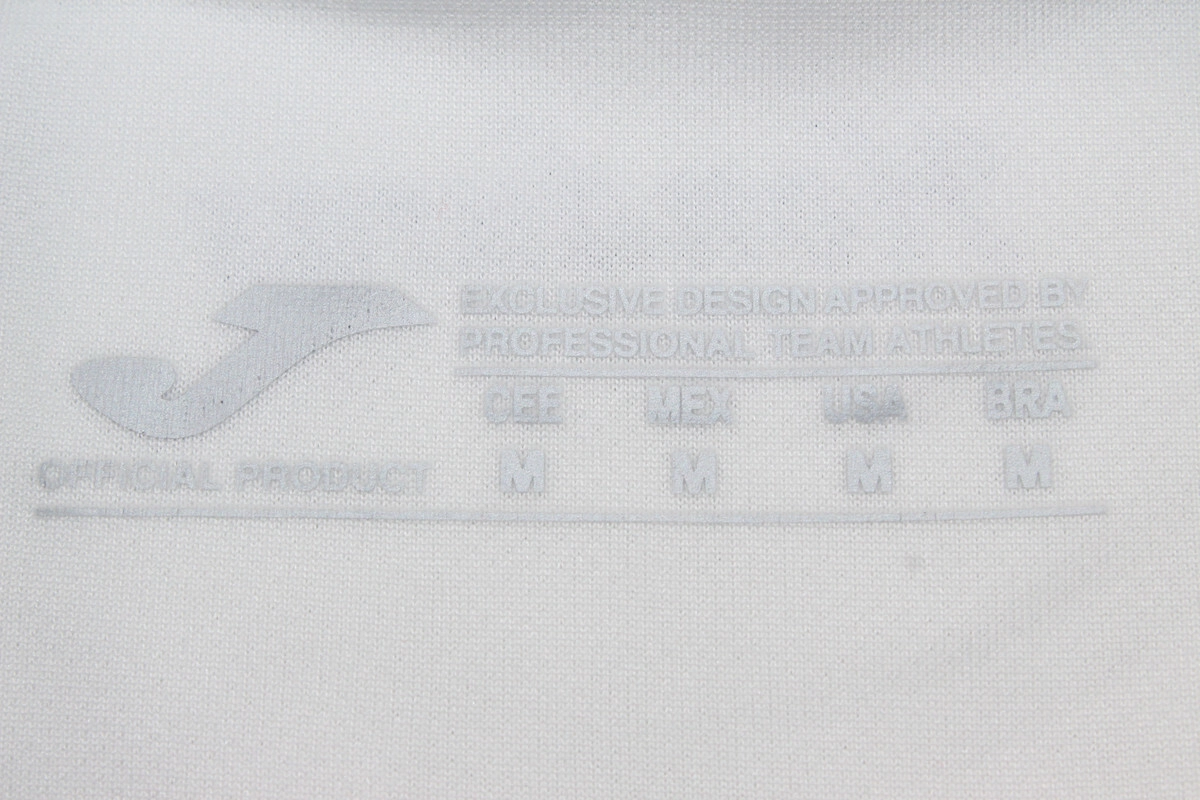 EXCLUSIVE DESIGN APPROVED BY
PROFESSIONAL TEAM ATHLETES
CEE MEX USA BRA
OFFICIAL PRODUCT M M M M